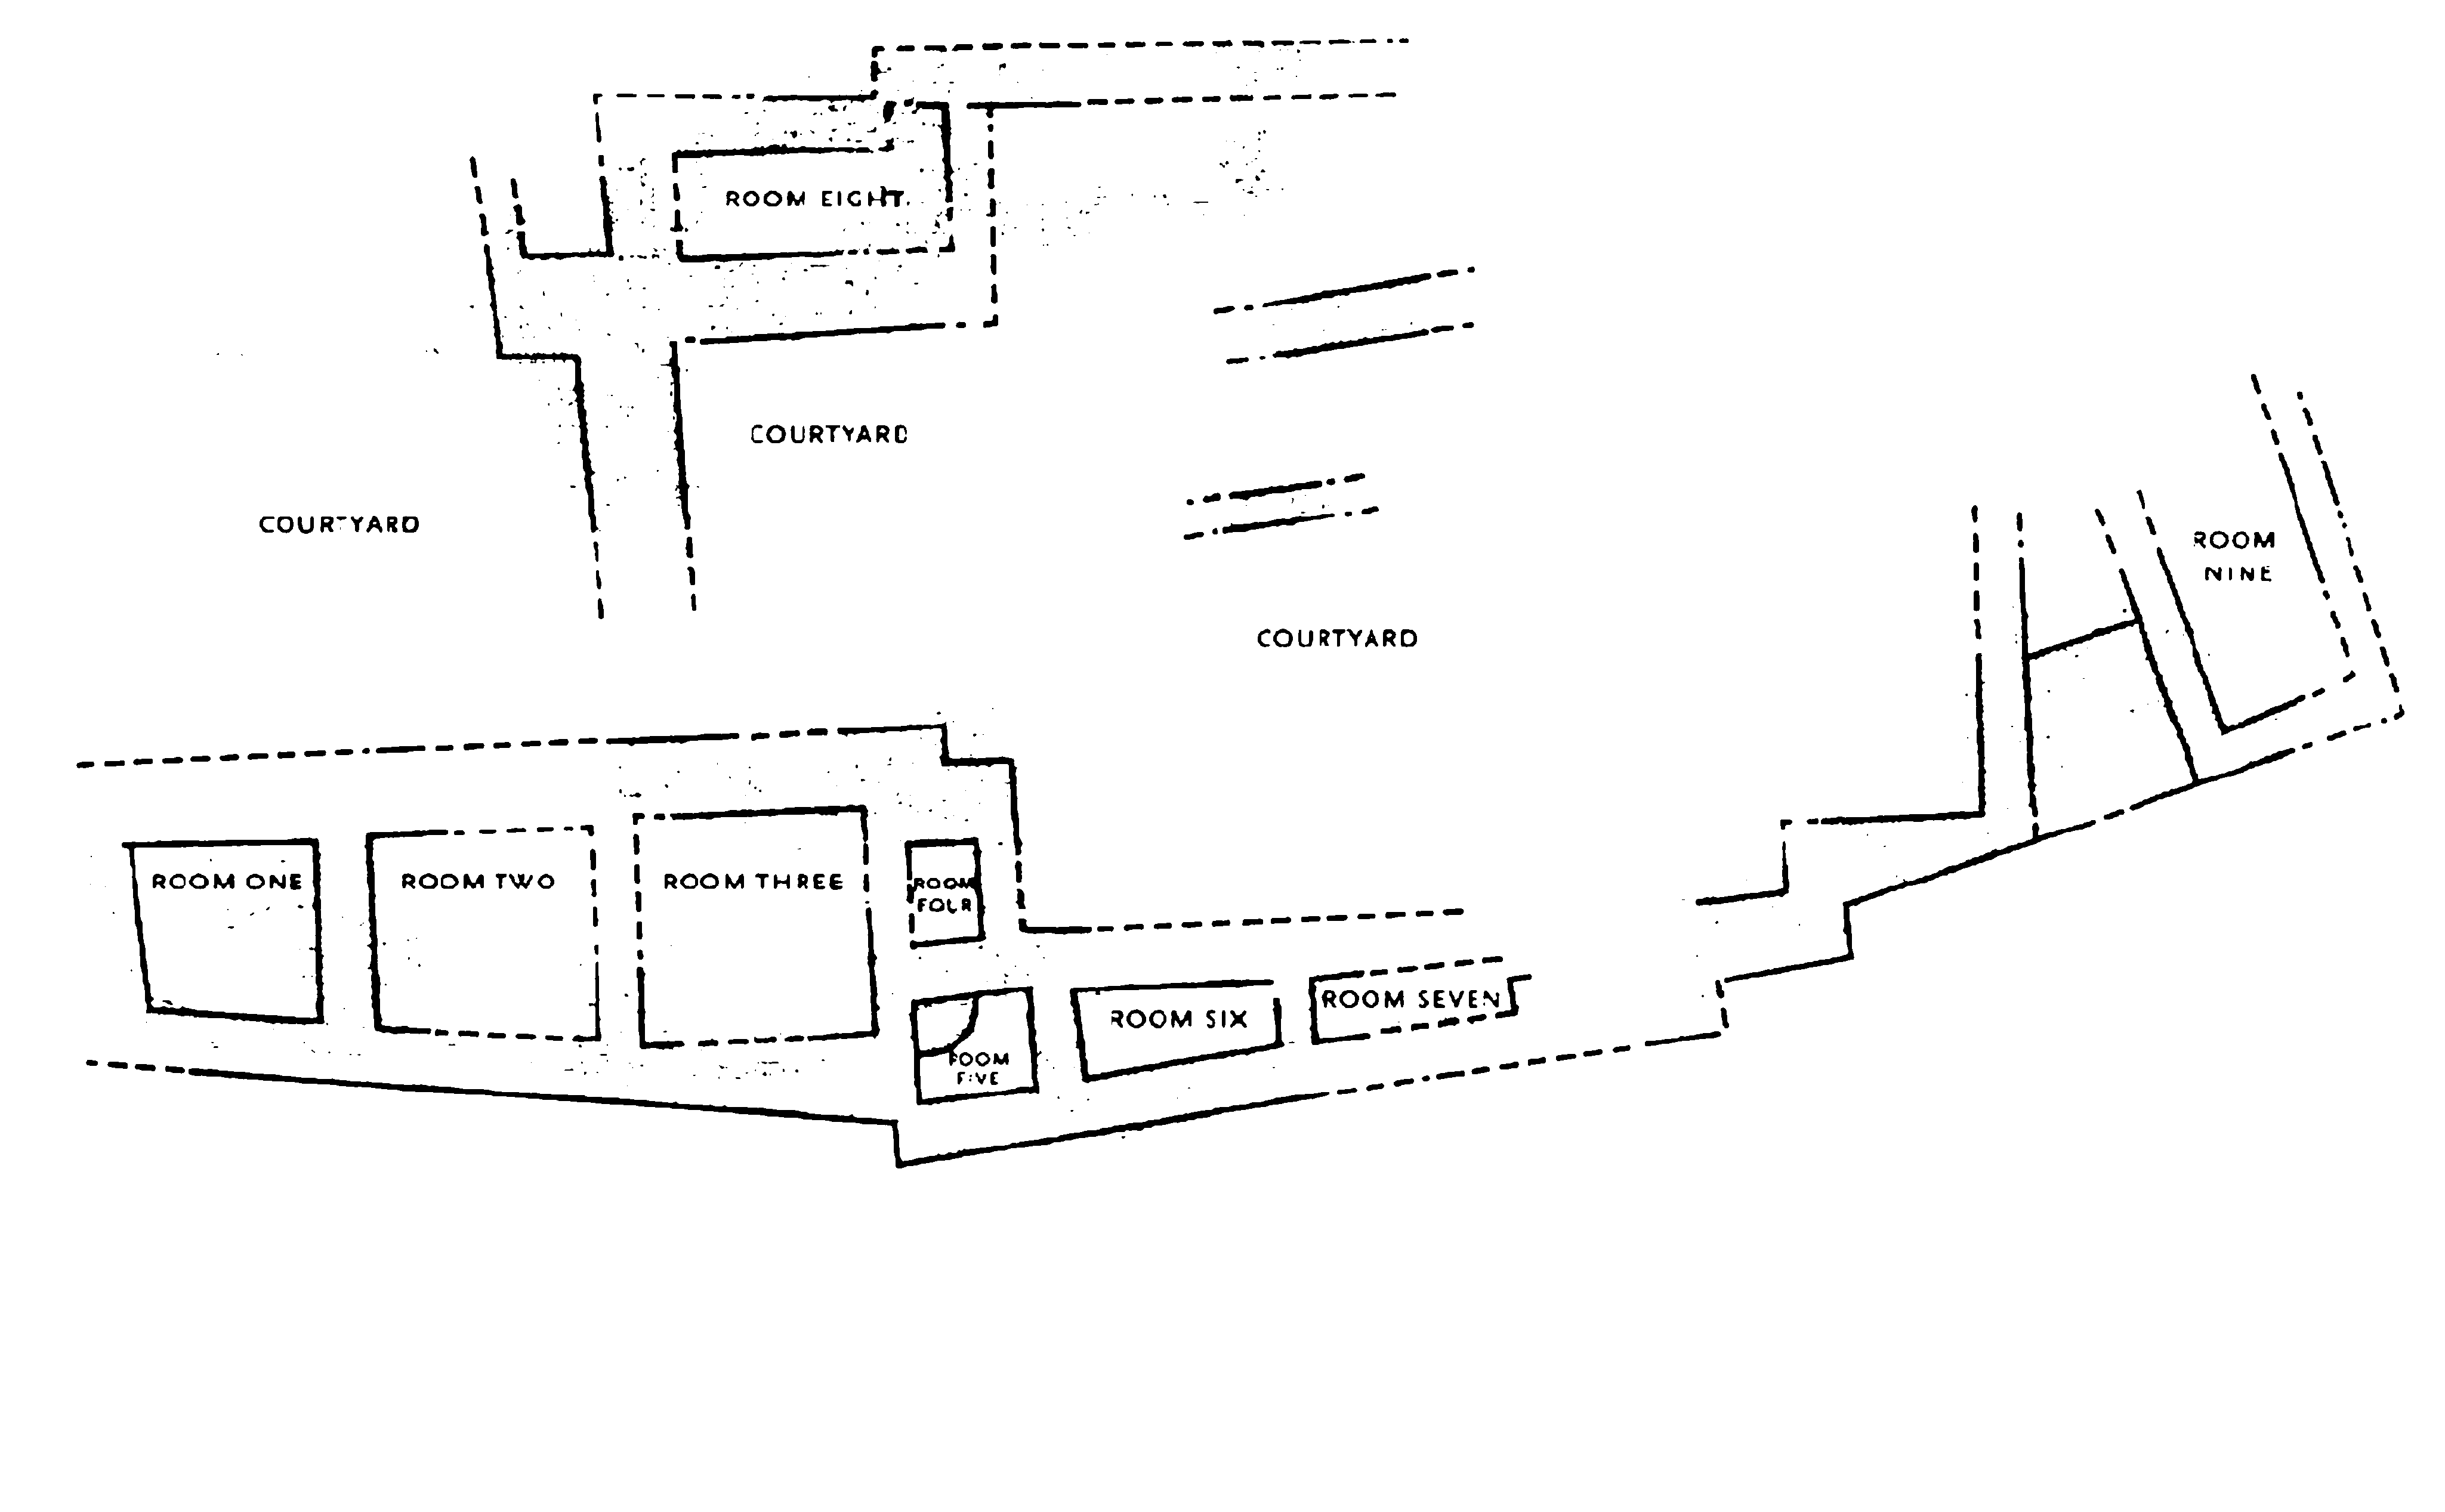 ROOM EIGHT
COURTYARD
COURTYARD
ROOM
NINE
COURTYARD
ROOM ONE
ROOM TWO
ROOM THREE
ROOM
FOUR
ROOM SIX
ROOM SEVEN
ROOM
FIVE